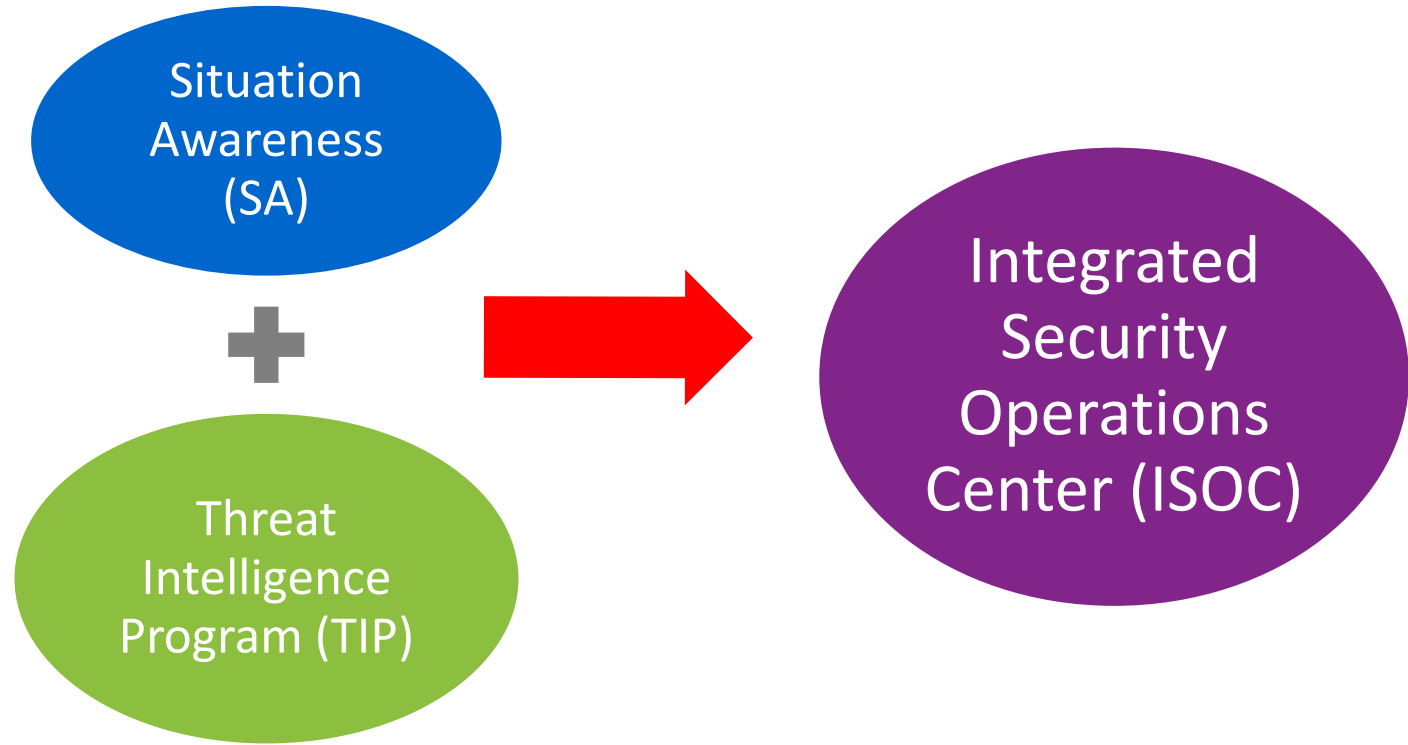 Situation
Awareness
(SA)
Threat
Intelligence
Program (TIP)
Integrated
Security
Operations
Center (ISOC)